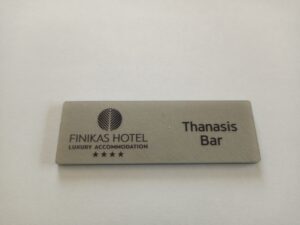 FINIKAS HOTEL
LUXURY ACCOMMODATION
★★★★
Thanasis
Bar